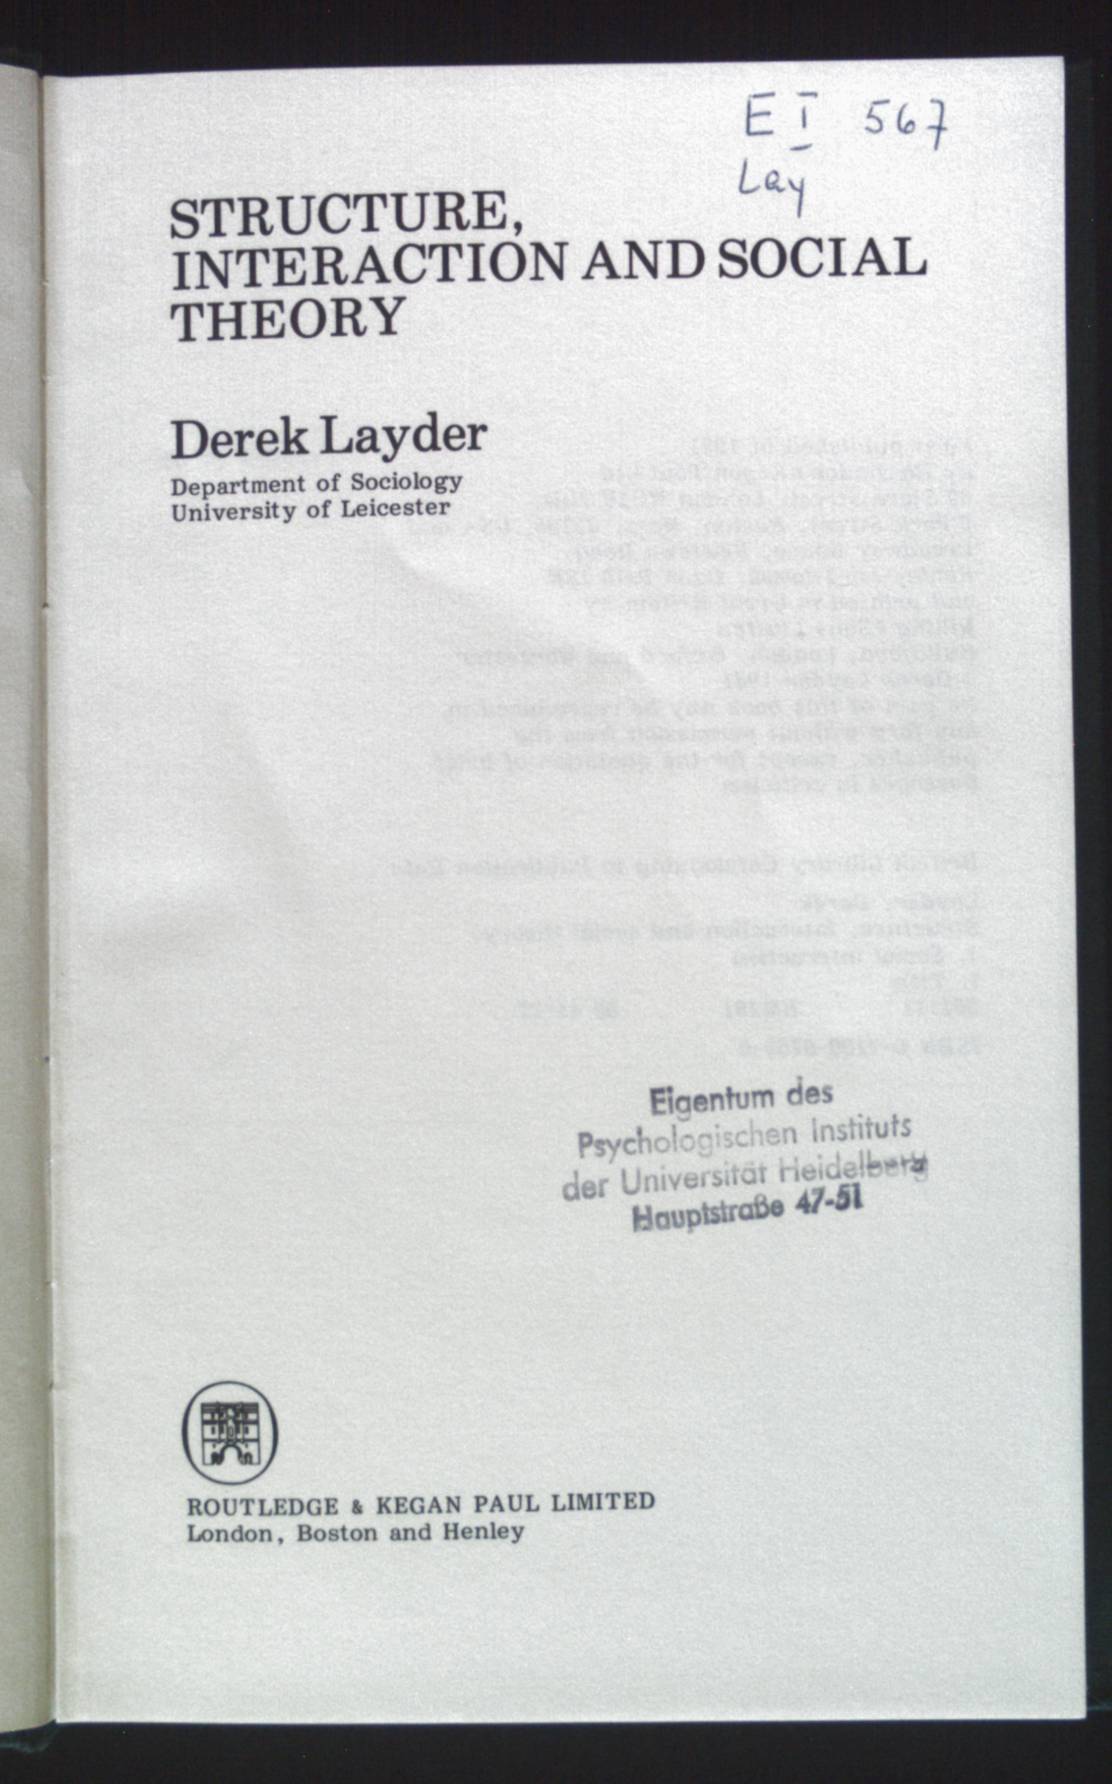 E I 567
Lay
STRUCTURE,
INTERACTION AND SOCIAL
THEORY
Derek Layder
Department of Sociology
University of Leicester
Eigentum des
Psychologischen Instituts
der Universität Heidelberg
Hauptstraße 47-51
ROUTLEDGE & KEGAN PAUL LIMITED
London, Boston and Henley